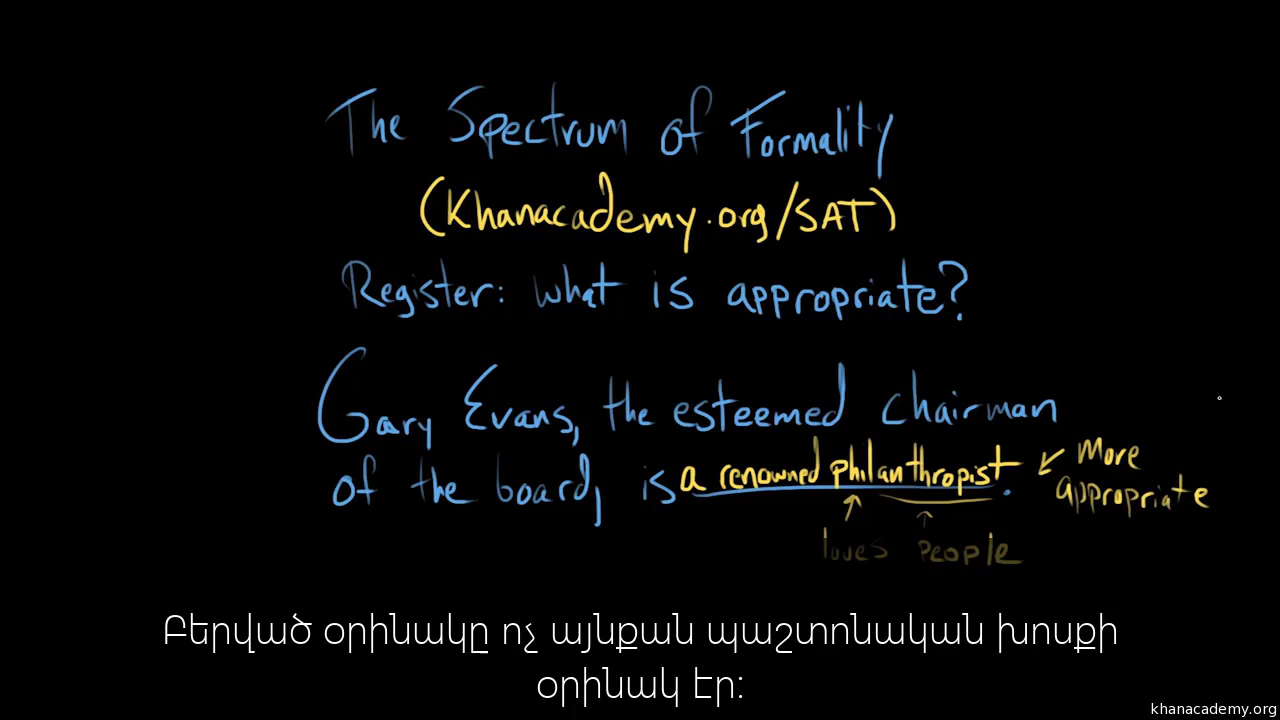 The Spectrum of Formality
(Khanacademy.org/SAT)
Register: what is appropriate?
Gary Evans, the esteemed chairman
of the board, is a renowned philanthropist. ↙ More
appropriate
↑ ↑
loves people
Բերված օրինակը ոչ այնքան պաշտոնական խոսքի
օրինակ էր:
khanacademy.org